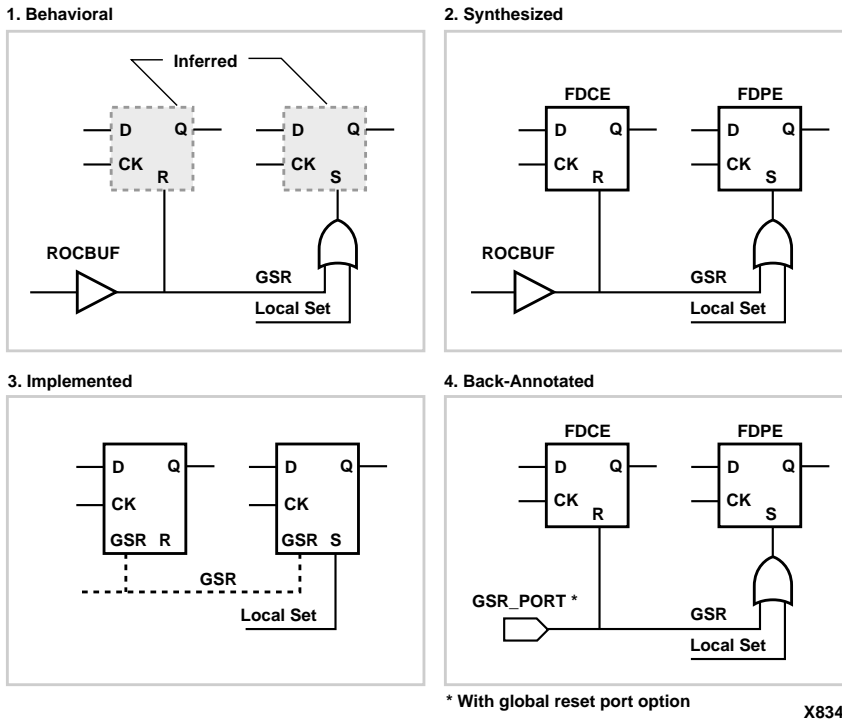 1. Behavioral
Inferred
D Q
CK
R
D Q
CK
S
ROCBUF
GSR
Local Set
2. Synthesized
FDCE
FDPE
D Q
CK
R
D Q
CK
S
ROCBUF
GSR
Local Set
3. Implemented
D Q
CK
GSR R
D Q
CK
GSR S
GSR
Local Set
4. Back-Annotated
FDCE
FDPE
D Q
CK
R
D Q
CK
S
GSR_PORT *
GSR
Local Set
* With global reset port option
X834